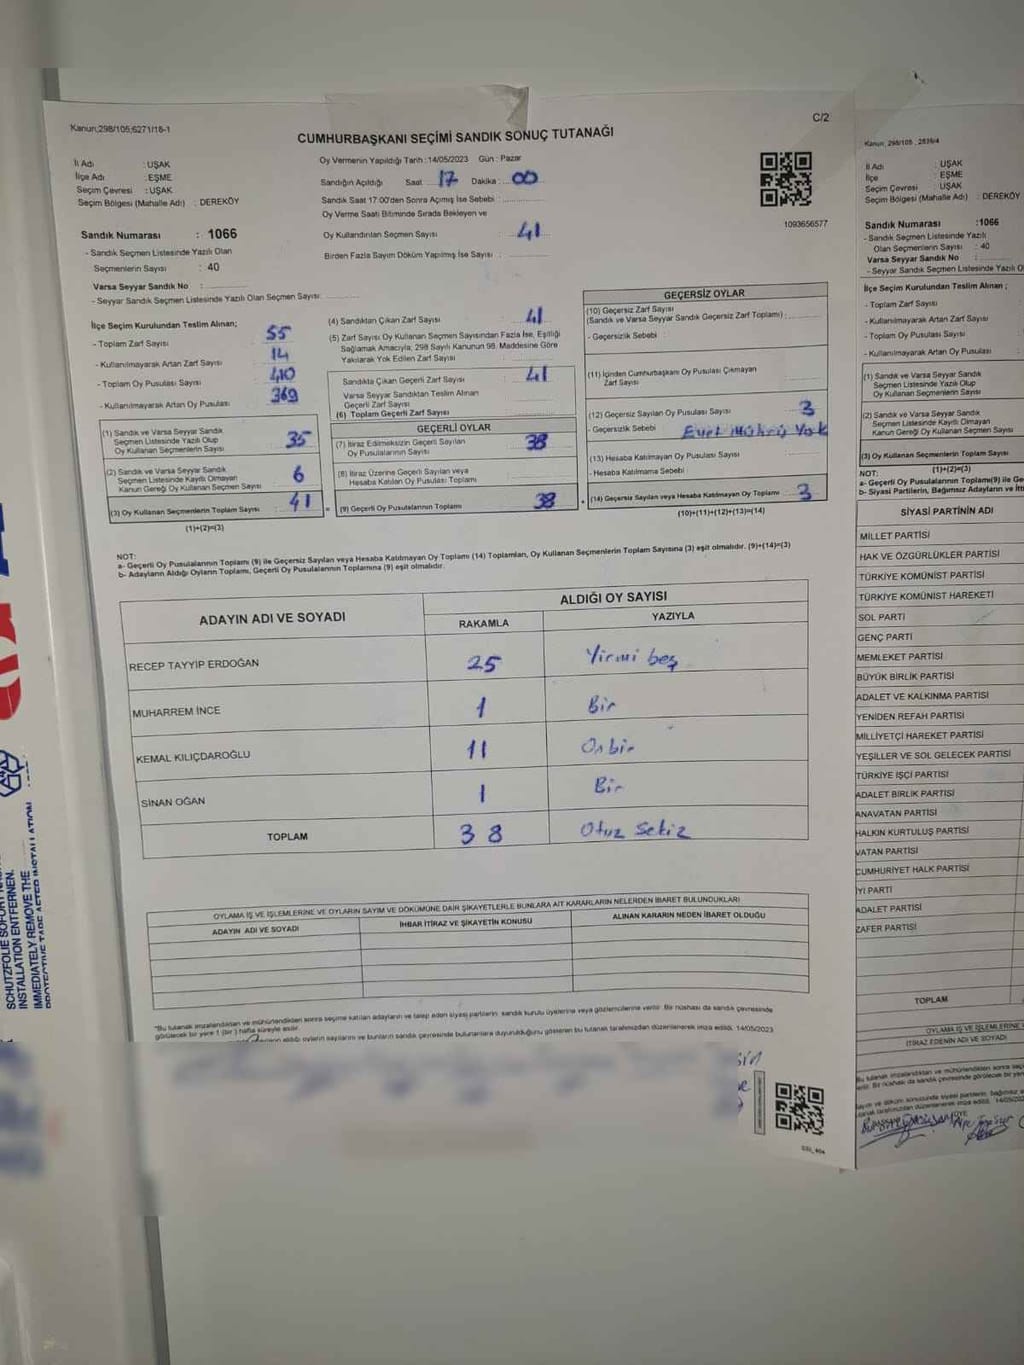 Kanun;298/105;6271/18-1
C/2
CUMHURBAŞKANI SEÇİMİ SANDIK SONUÇ TUTANAĞI
İl Adı : UŞAK
İlçe Adı : EŞME
Seçim Çevresi : UŞAK
Seçim Bölgesi (Mahalle Adı) : DEREKÖY
Sandık Numarası : 1066
- Sandık Seçmen Listesinde Yazılı Olan
Seçmenlerin Sayısı : 40
Varsa Seyyar Sandık No :
- Seyyar Sandık Listesinde Yazılı Olan Seçmen Sayısı:
Oy Vermenin Yapıldığı Tarih :14/05/2023 Gün : Pazar
Sandığın Açıldığı Saat 17 Dakika : 00
Sandık Saat 17:00'den Sonra Açılmış İse Sebebi :
Oy Verme Saati Bitiminde Sırada Bekleyen ve
Oy Kullandırılan Seçmen Sayısı : 41
Birden Fazla Sayım Döküm Yapılmış İse Sayısı :
1093656577
İlçe Seçim Kurulundan Teslim Alınan;
- Toplam Zarf Sayısı : 55
- Kullanılmayarak Artan Zarf Sayısı : 14
- Toplam Oy Pusulası Sayısı : 410
- Kullanılmayarak Artan Oy Pusulası : 369
(1) Sandık ve Varsa Seyyar Sandık
Seçmen Listesinde Yazılı Olup
Oy Kullanan Seçmenlerin Sayısı : 35
(2) Sandık ve Varsa Seyyar Sandık
Seçmen Listesinde Kayıtlı Olmayan
Kanun Gereği Oy Kullanan Seçmen Sayısı : 6
(3) Oy Kullanan Seçmenlerin Toplam Sayısı : 41
(1)+(2)=(3)
(4) Sandıktan Çıkan Zarf Sayısı : 41
(5) Zarf Sayısı Oy Kullanan Seçmen Sayısından Fazla İse, Eşitliği
Sağlamak Amacıyla, 298 Sayılı Kanunun 98. Maddesine Göre
Yakılarak Yok Edilen Zarf Sayısı :
Sandıkta Çıkan Geçerli Zarf Sayısı : 41
Varsa Seyyar Sandıktan Teslim Alınan
Geçerli Zarf Sayısı
(6) Toplam Geçerli Zarf Sayısı :
GEÇERLİ OYLAR
(7) İtiraz Edilmeksizin Geçerli Sayılan
Oy Pusulalarının Sayısı : 38
(8) İtiraz Üzerine Geçerli Sayılan veya
Hesaba Katılan Oy Pusulası Toplamı :
(9) Geçerli Oy Pusulalarının Toplamı : 38
GEÇERSİZ OYLAR
(10) Geçersiz Zarf Sayısı
(Sandık ve Varsa Seyyar Sandık Geçersiz Zarf Toplamı) :
- Geçersizlik Sebebi :
(11) İçinden Cumhurbaşkanı Oy Pusulası Çıkmayan
Zarf Sayısı
(12) Geçersiz Sayılan Oy Pusulası Sayısı : 3
- Geçersizlik Sebebi : Evet Mührü Yok
(13) Hesaba Katılmayan Oy Pusulası Sayısı :
- Hesaba Katılmama Sebebi :
(14) Geçersiz Sayılan veya Hesaba Katılmayan Oy Toplamı : 3
(10)+(11)+(12)+(13)=(14)
NOT:
a- Geçerli Oy Pusulalarının Toplamı (9) ile Geçersiz Sayılan veya Hesaba Katılmayan Oy Toplamı (14) Toplamları, Oy Kullanan Seçmenlerin Toplam Sayısına (3) eşit olmalıdır. (9)+(14)=(3)
b- Adayların Aldığı Oyların Toplamı, Geçerli Oy Pusulalarının Toplamına (9) eşit olmalıdır.
ADAYIN ADI VE SOYADI
ALDIĞI OY SAYISI
RAKAMLA YAZIYLA
RECEP TAYYİP ERDOĞAN 25 Yirmi beş
MUHARREM İNCE 1 Bir
KEMAL KILIÇDAROĞLU 11 Onbir
SİNAN OĞAN 1 Bir
TOPLAM 38 Otuz Sekiz
OYLAMA İŞ VE İŞLEMLERİNE VE OYLARIN SAYIM VE DÖKÜMÜNE DAİR ŞİKAYETLERLE BUNLARA AİT KARARLARIN NELERDEN İBARET BULUNDUKLARI
ADAYIN ADI VE SOYADI
İHBAR İTİRAZ VE ŞİKAYETİN KONUSU
ALINAN KARARIN NEDEN İBARET OLDUĞU
*Bu tutanak imzalandıktan ve mühürlendikten sonra seçime katılan adayların ve talep eden siyasi partilerin, sandık kurulu üyelerine veya gözlemcilerine verilir. Bir nüshası da sandık çevresinde
görülecek bir yere 1 (bir) hafta süreyle asılır.
Kanun; 298/105 , 2839/4
İl Adı : UŞAK
İlçe : EŞME
Seçim Çevresi : UŞAK
Seçim Bölgesi (Mahalle Adı) : DEREKÖY
Sandık Numarası :1066
- Sandık Seçmen Listesinde Yazılı
Olan Seçmenlerin Sayısı : 40
Varsa Seyyar Sandık No :
- Seyyar Sandık Listesinde Yazılı
İlçe Seçim Kurulundan Teslim Alınan ;
- Toplam Zarf Sayısı
- Kullanılmayarak Artan Zarf Sayısı
- Toplam Oy Pusulası Sayısı
- Kullanılmayarak Artan Oy Pusulası
(1) Sandık ve Varsa Seyyar Sandık
Seçmen Listesinde Yazılı Olup
Oy Kullanan Seçmenlerin Sayısı
(2) Sandık ve Varsa Seyyar Sandık
Seçmen Listesinde Kayıtlı Olmayan
Kanun Gereği Oy Kullanan Seçmen Sayısı
(3) Oy Kullanan Seçmenlerin Toplam Sayısı
(1)+(2)=(3)
NOT:
a- Geçerli Oy Pusulalarının Toplamı(9) ile
b- Siyasi Partilerin, Bağımsız Adayların ve
SİYASİ PARTİNİN ADI
MİLLET PARTİSİ
HAK VE ÖZGÜRLÜKLER PARTİSİ
TÜRKİYE KOMÜNİST PARTİSİ
TÜRKİYE KOMÜNİST HAREKETİ
SOL PARTİ
GENÇ PARTİ
MEMLEKET PARTİSİ
BÜYÜK BİRLİK PARTİSİ
ADALET VE KALKINMA PARTİSİ
YENİDEN REFAH PARTİSİ
MİLLİYETÇİ HAREKET PARTİSİ
YEŞİLLER VE SOL GELECEK PARTİSİ
TÜRKİYE İŞÇİ PARTİSİ
ADALET BİRLİK PARTİSİ
ANAVATAN PARTİSİ
HALKIN KURTULUŞ PARTİSİ
VATAN PARTİSİ
CUMHURİYET HALK PARTİSİ
İYİ PARTİ
ADALET PARTİSİ
ZAFER PARTİSİ
TOPLAM
OYLAMA İŞ VE İŞLEMLERİNE
İTİRAZ EDENİN ADI VE SOYADI
SCHUTZFOLIE SOFORT NACH
INSTALLATION ENTFERNEN.
IMMEDIATELY REMOVE THE
PROTECTIVE TAPE AFTER INSTALLATION